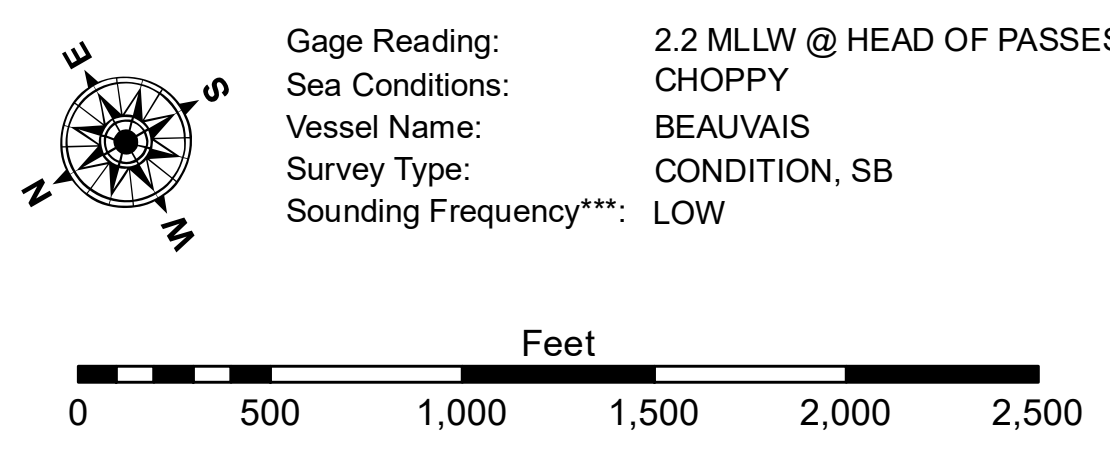 E
S
N
W
Gage Reading: 2.2 MLLW @ HEAD OF PASSES
Sea Conditions: CHOPPY
Vessel Name: BEAUVAIS
Survey Type: CONDITION, SB
Sounding Frequency***: LOW
Feet
0 500 1,000 1,500 2,000 2,500